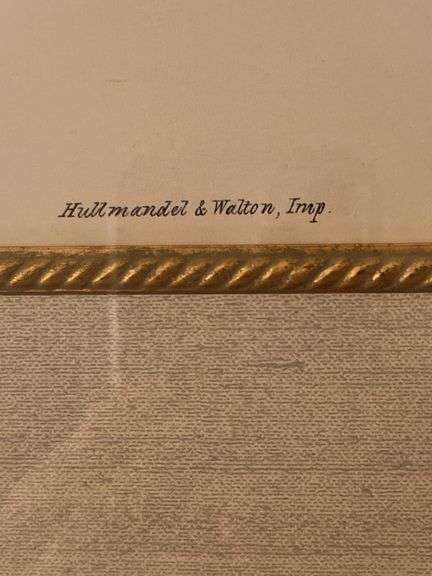 Hullmandel & Walton, Imp.